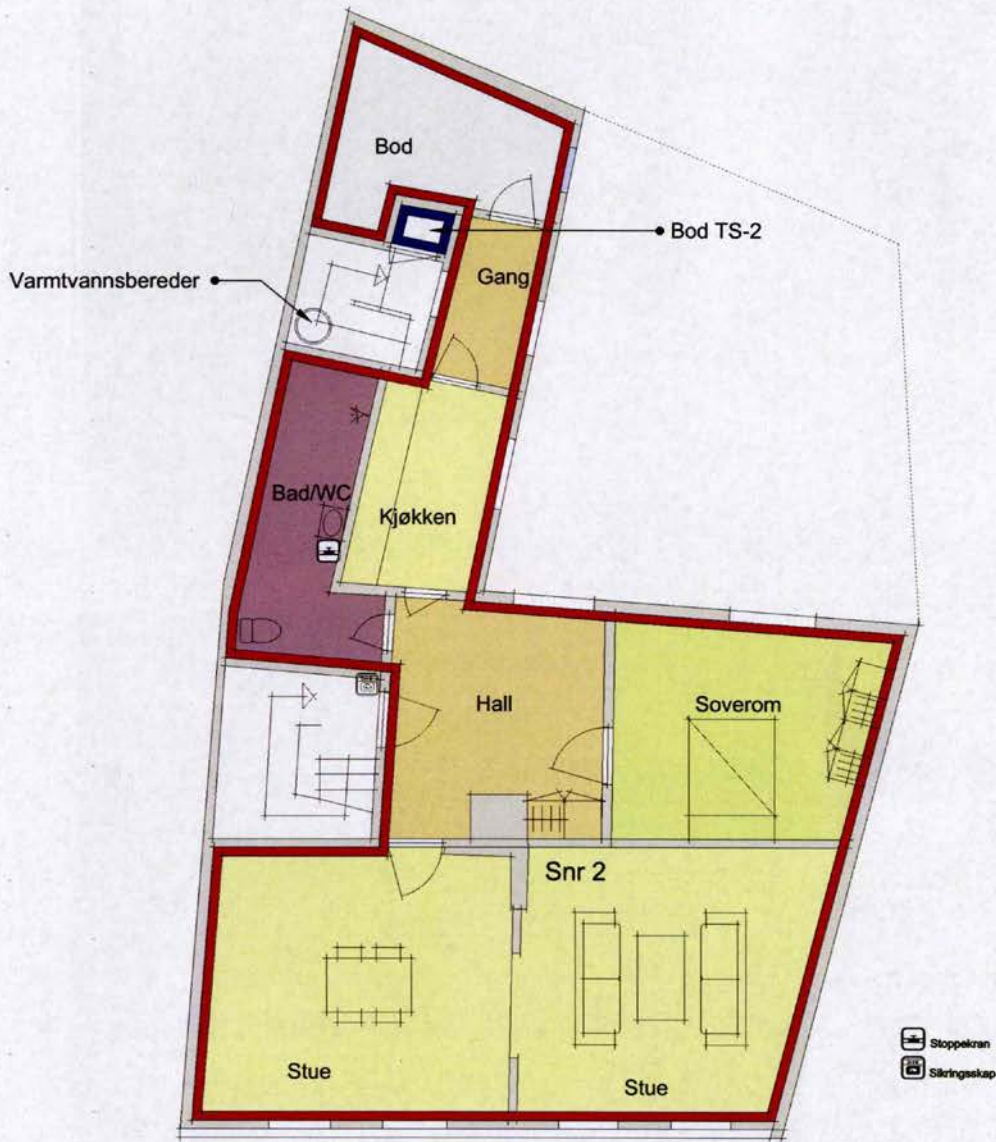 Bod
Bod TS-2
Gang
Varmtvannsbereder
Bad/WC
Kjøkken
Hall
Soverom
Snr 2
Stue
Stue
Stoppekran
Sikringsskap